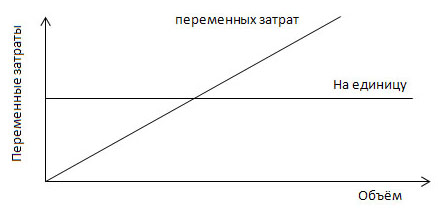 переменных затрат
Переменные затраты
На единицу
Объём